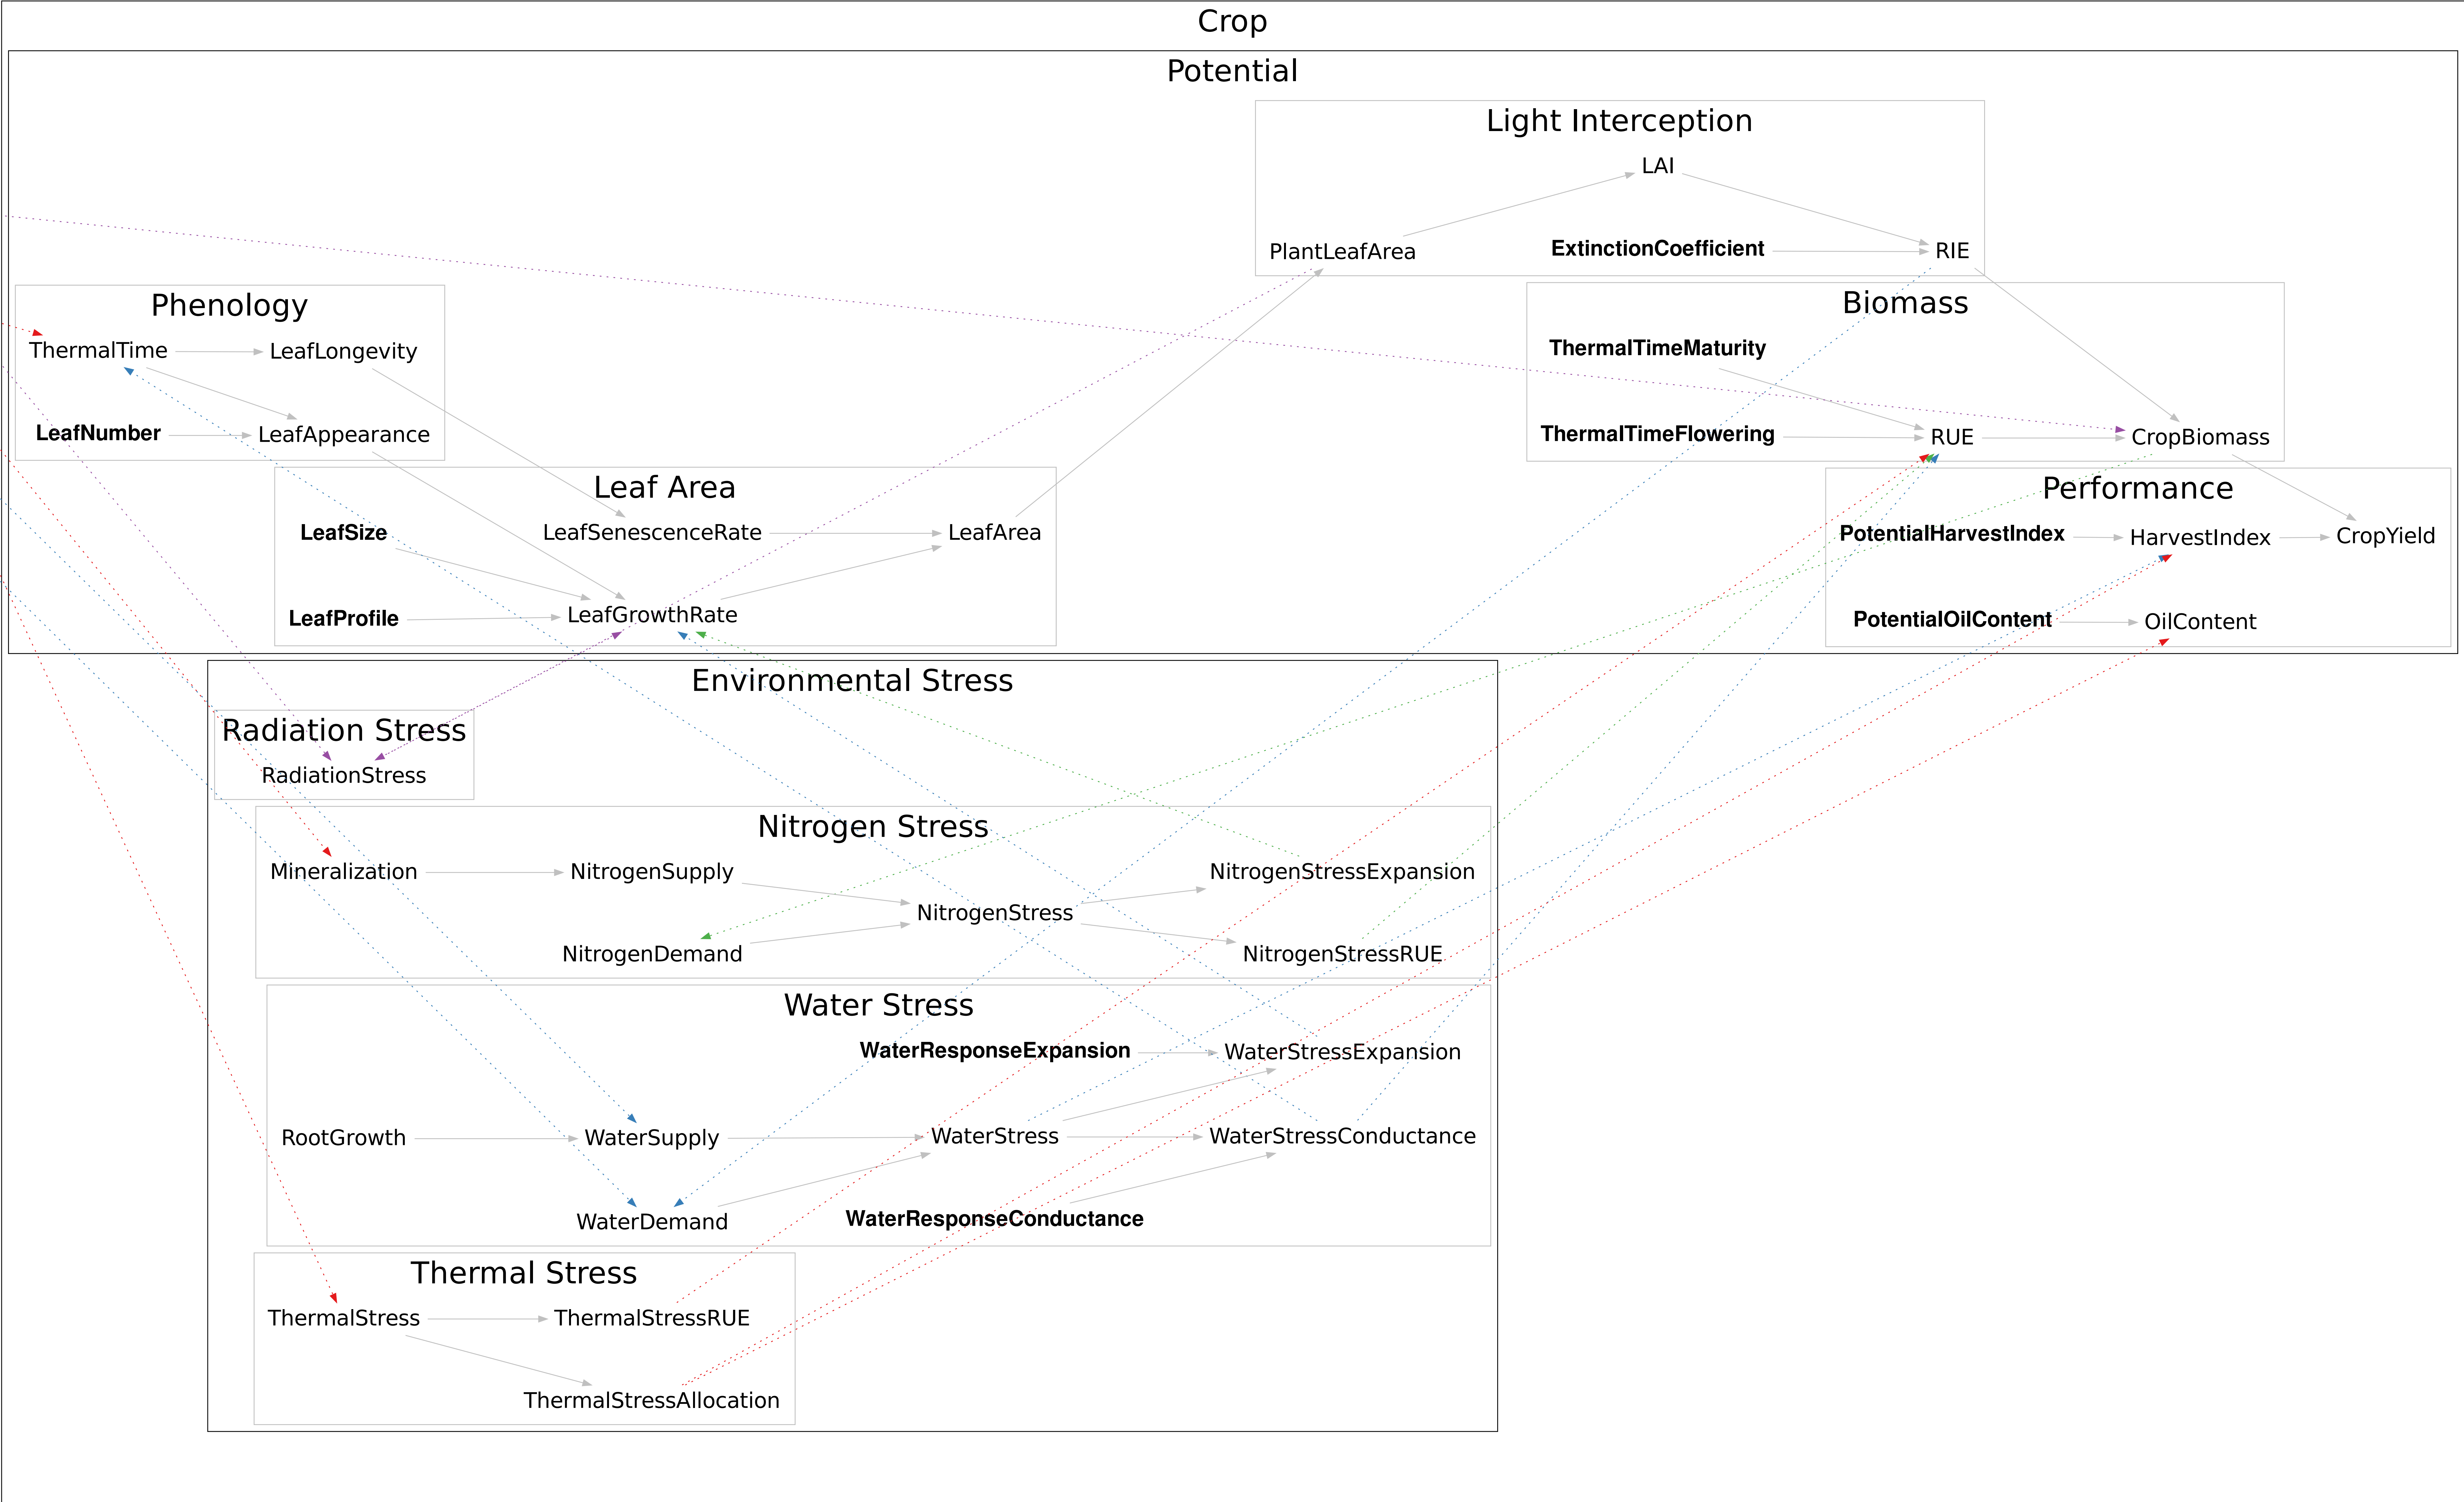 Crop
Potential
Light Interception
LAI
PlantLeafArea
ExtinctionCoefficient
RIE
Phenology
ThermalTime
LeafLongevity
LeafNumber
LeafAppearance
Biomass
ThermalTimeMaturity
ThermalTimeFlowering
RUE
CropBiomass
Leaf Area
LeafSize
LeafSenescenceRate
LeafArea
LeafProfile
LeafGrowthRate
Performance
PotentialHarvestIndex
HarvestIndex
CropYield
PotentialOilContent
OilContent
Environmental Stress
Radiation Stress
RadiationStress
Nitrogen Stress
Mineralization
NitrogenSupply
NitrogenStressExpansion
NitrogenStress
NitrogenDemand
NitrogenStressRUE
Water Stress
WaterResponseExpansion
WaterStressExpansion
RootGrowth
WaterSupply
WaterStress
WaterStressConductance
WaterDemand
WaterResponseConductance
Thermal Stress
ThermalStress
ThermalStressRUE
ThermalStressAllocation